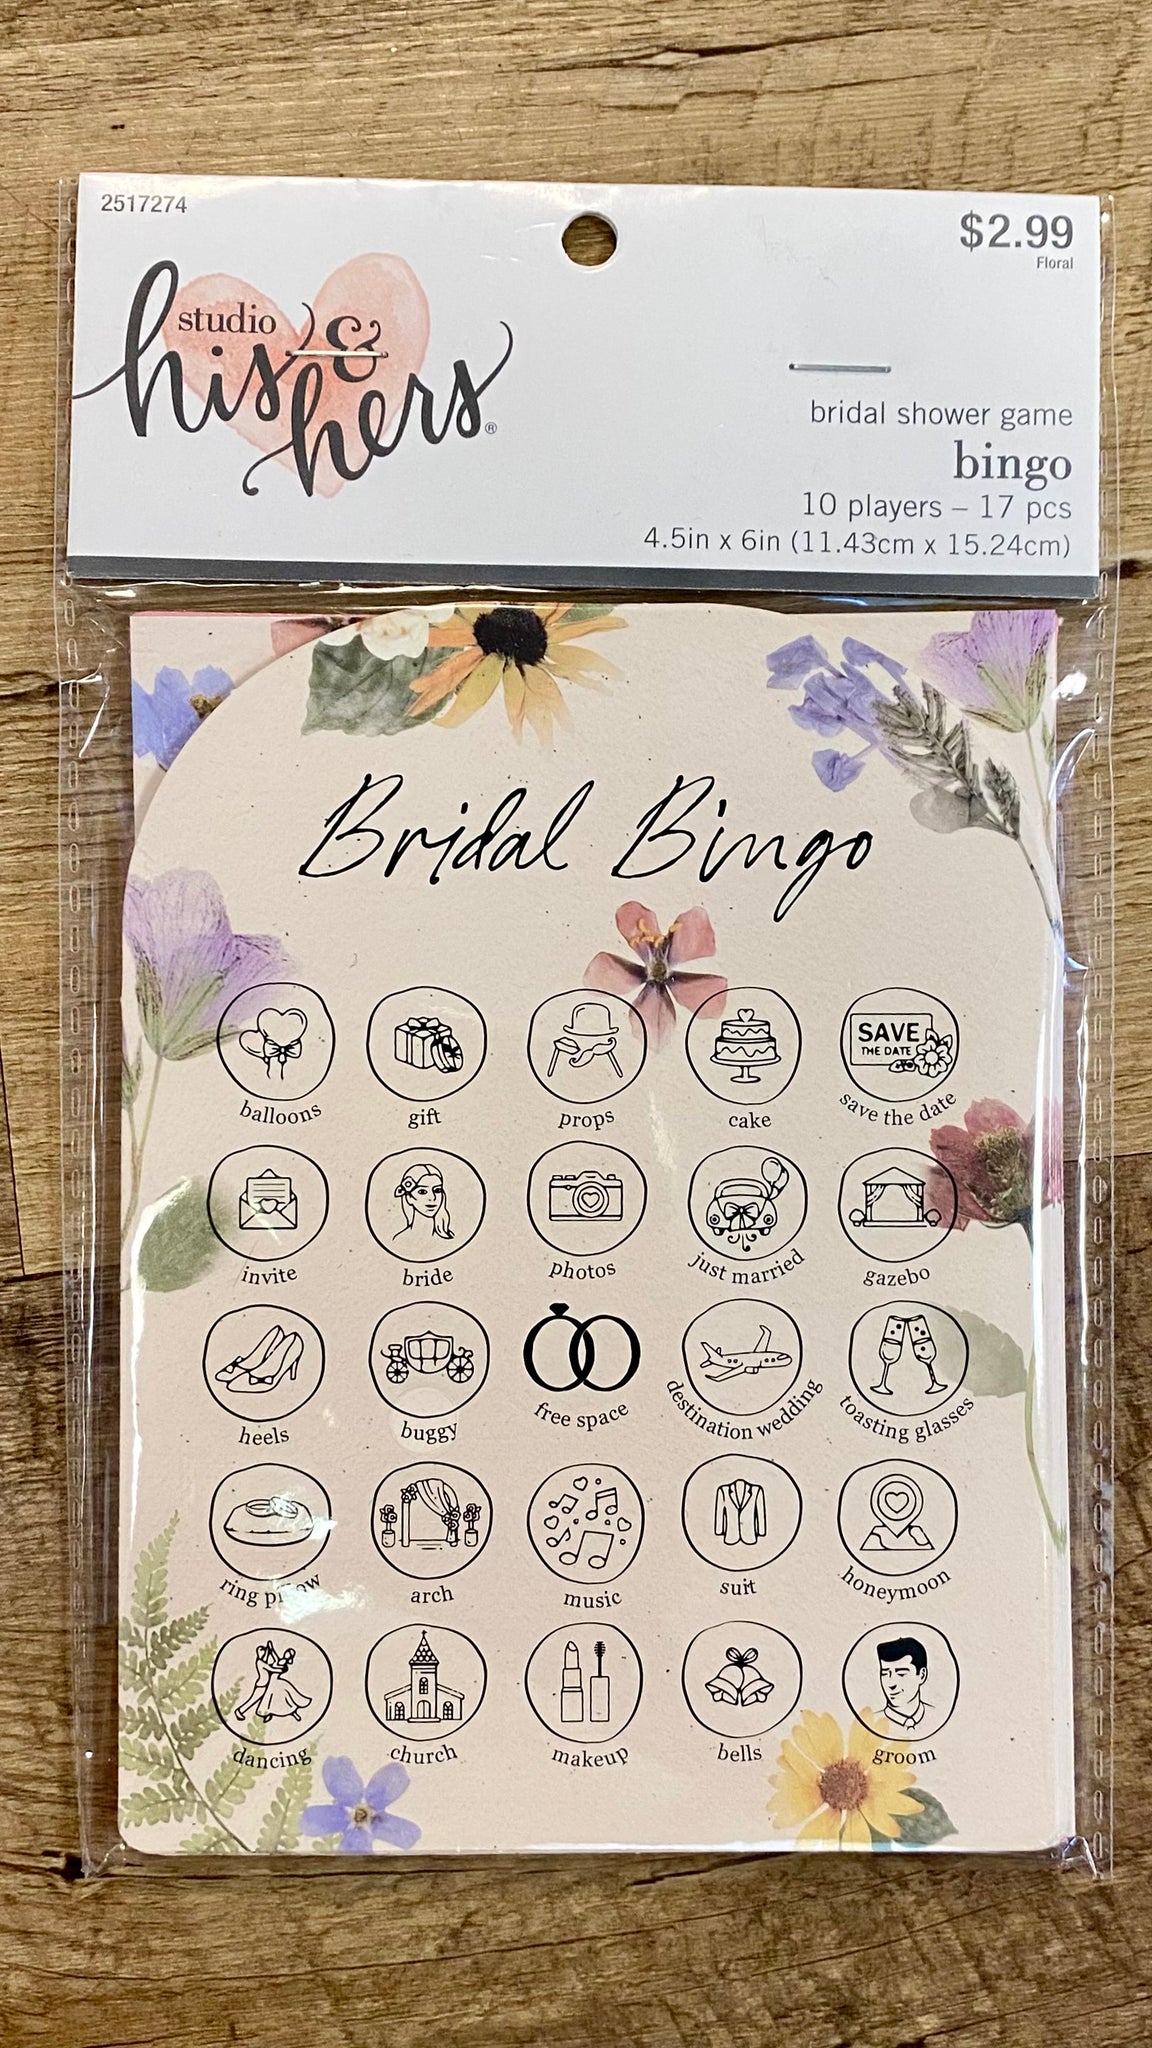 2517274
$2.99
Floral
studio
his &
hers®
bridal shower game
bingo
10 players – 17 pcs
4.5in x 6in (11.43cm x 15.24cm)
Bridal Bingo
SAVE
THE DATE
balloons gift props cake save the date
invite bride photos just married gazebo
heels buggy free space destination wedding toasting glasses
ring pillow arch music suit honeymoon
dancing church makeup bells groom